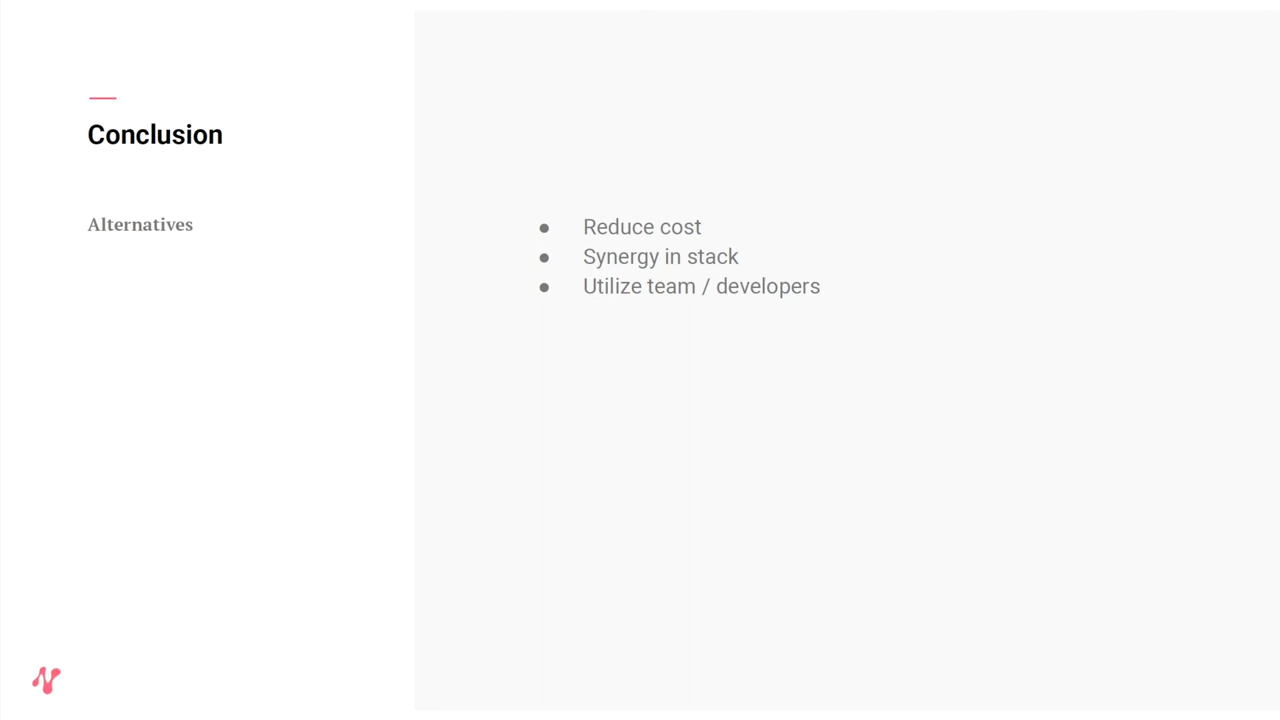 Conclusion
Alternatives
● Reduce cost
● Synergy in stack
● Utilize team / developers